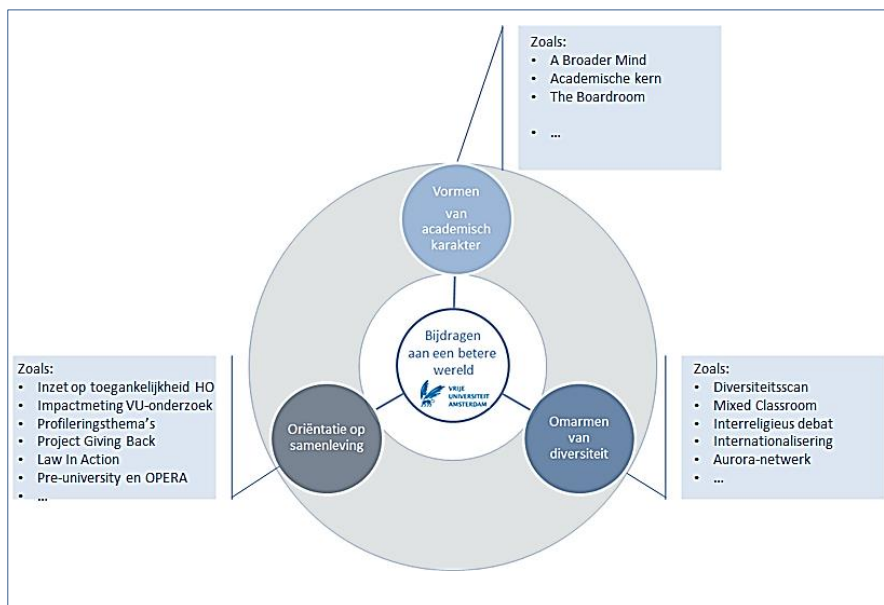 Zoals:
• A Broader Mind
• Academische kern
• The Boardroom
• ...
Vormen
van
academisch
karakter
Bijdragen
aan een betere
wereld
VRIJE
UNIVERSITEIT
AMSTERDAM
Zoals:
• Inzet op toegankelijkheid HO
• Impactmeting VU-onderzoek
• Profileringsthema's
• Project Giving Back
• Law In Action
• Pre-university en OPERA
• ...
Oriëntatie op
samenleving
Omarmen
van
diversiteit
Zoals:
• Diversiteitsscan
• Mixed Classroom
• Interreligieus debat
• Internationalisering
• Aurora-netwerk
• ...